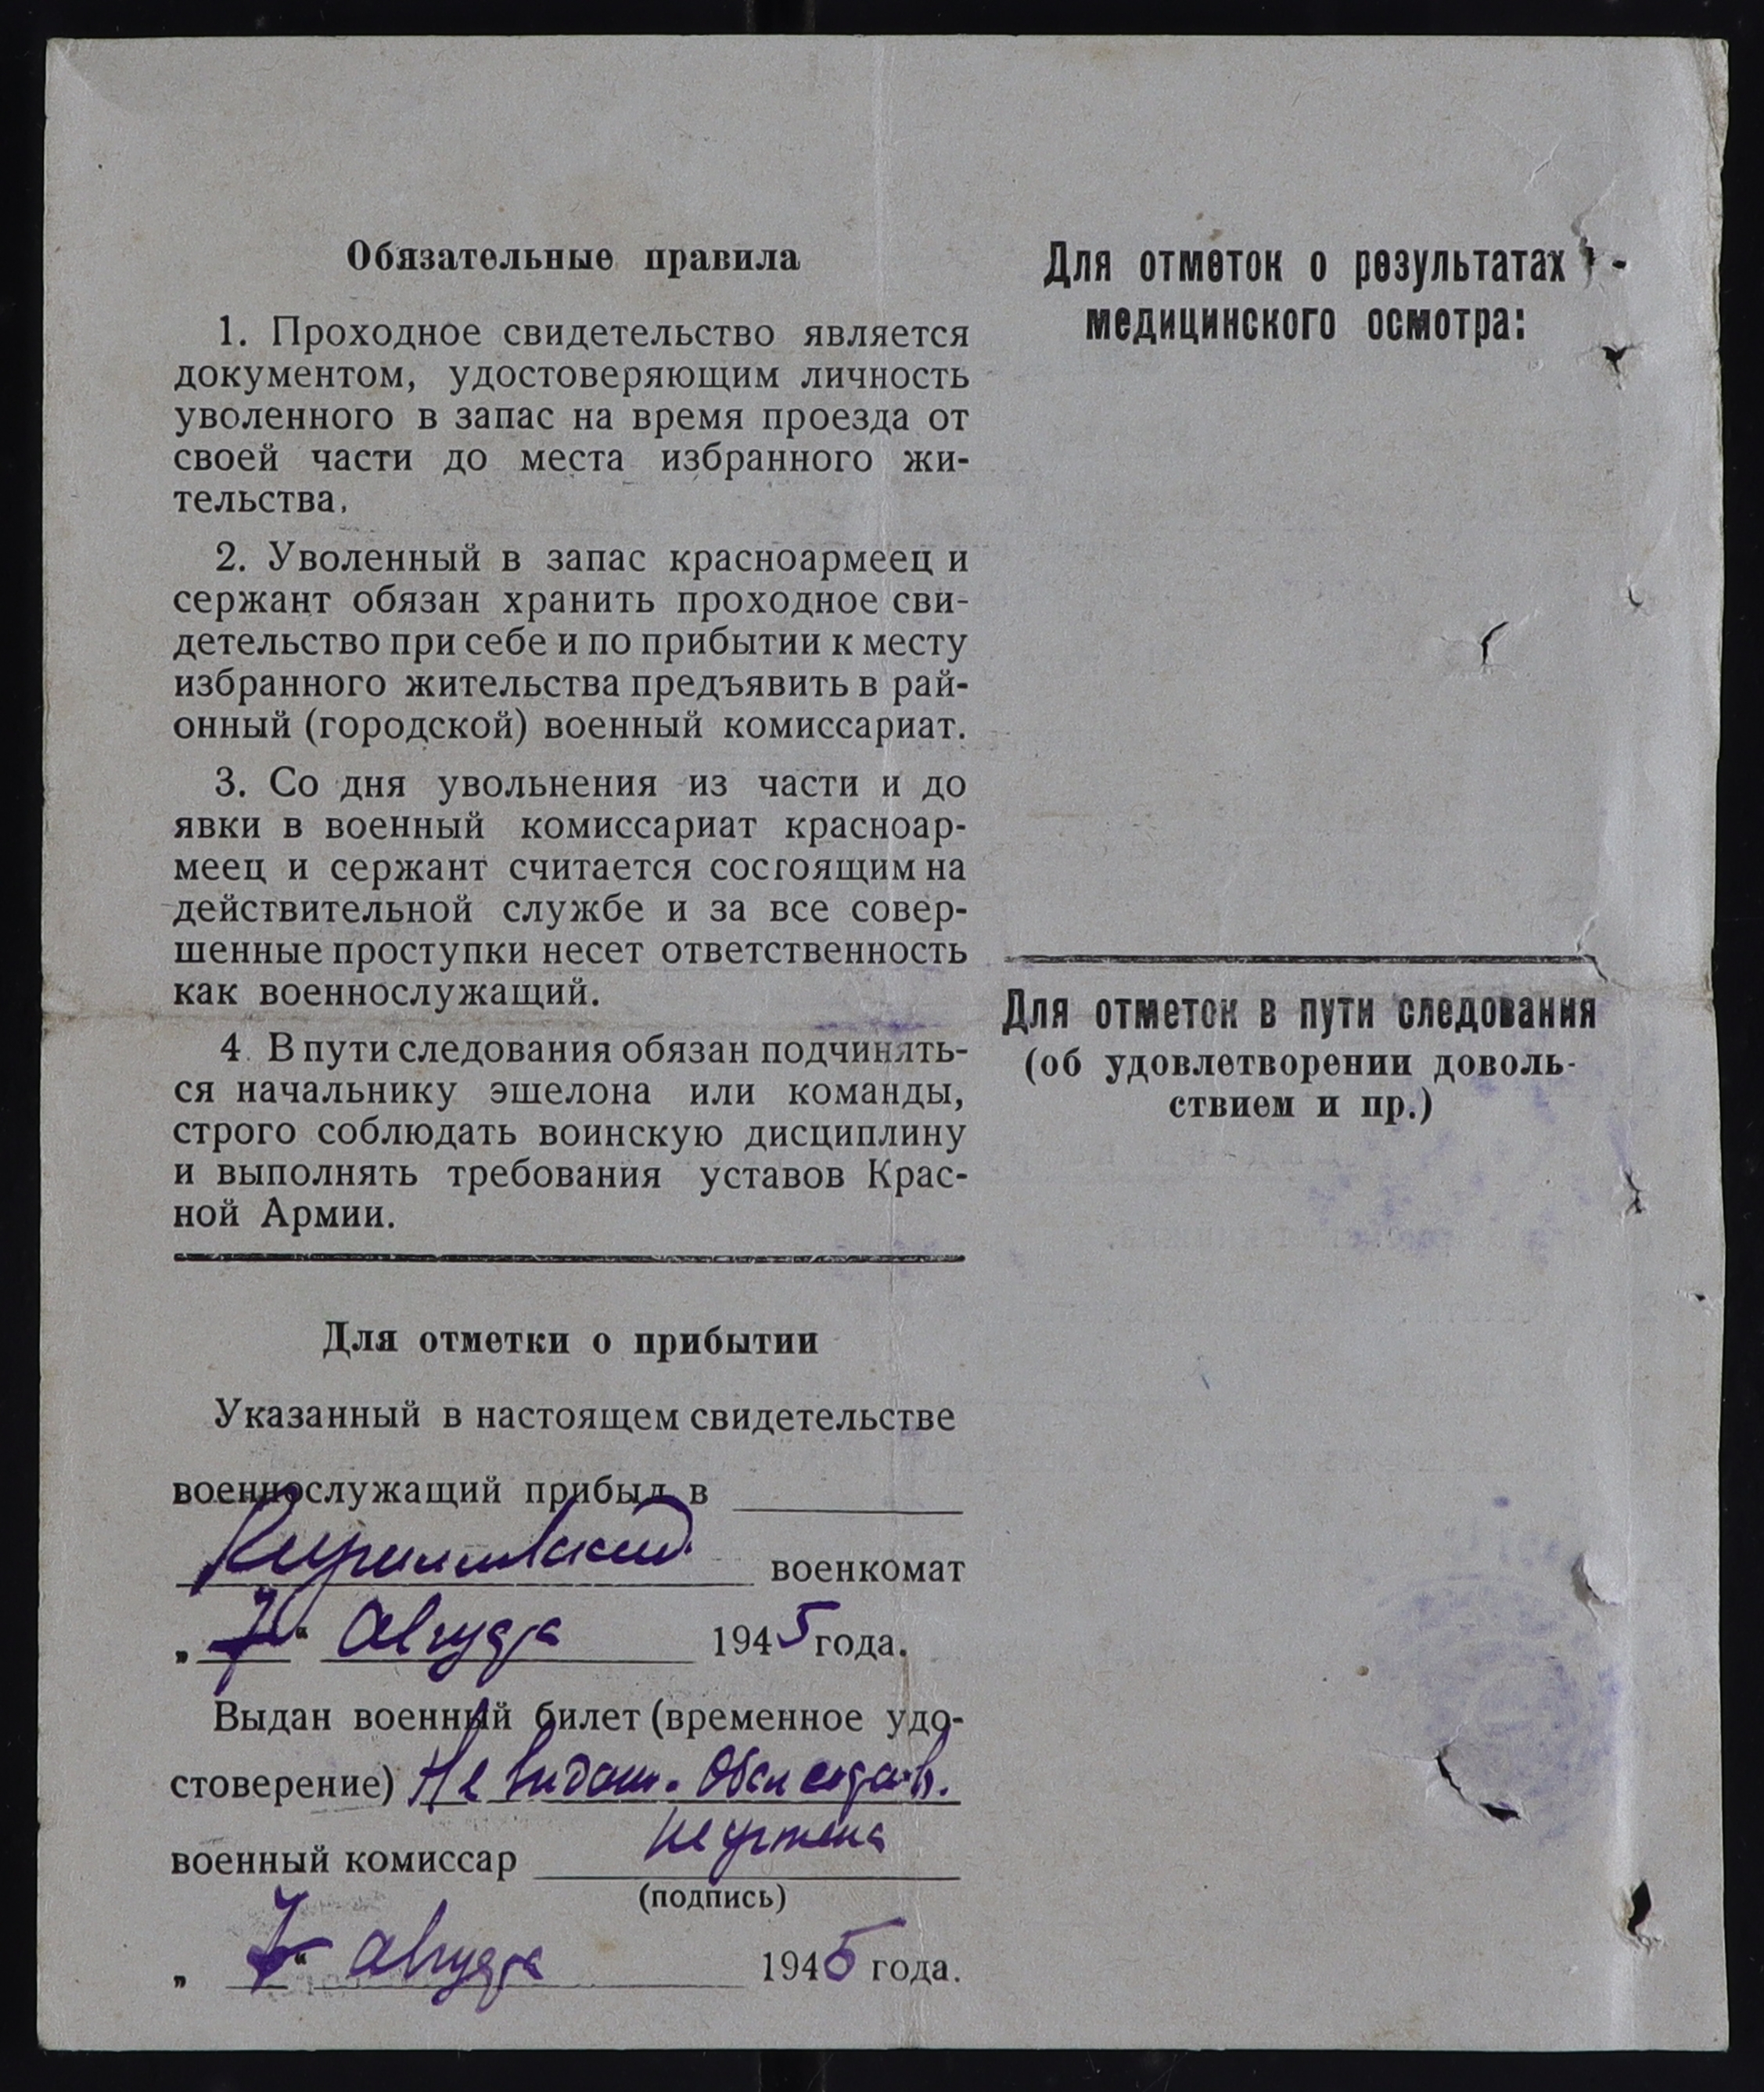 Обязательные правила
1. Проходное свидетельство является
документом, удостоверяющим личность
уволенного в запас на время проезда от
своей части до места избранного жи-
тельства.
2. Уволенный в запас красноармеец и
сержант обязан хранить проходное сви-
детельство при себе и по прибытии к месту
избранного жительства предъявить в рай-
онный (городской) военный комиссариат.
3. Со дня увольнения из части и до
явки в военный комиссариат красноар-
меец и сержант считается состоящим на
действительной службе и за все совер-
шенные проступки несет ответственность
как военнослужащий.
4. В пути следования обязан подчинять-
ся начальнику эшелона или команды,
строго соблюдать воинскую дисциплину
и выполнять требования уставов Крас-
ной Армии.
Для отметки о прибытии
Указанный в настоящем свидетельстве
военнослужащий прибыл в
военкомат
„7“ Августа 1945 года.
Выдан военный билет (временное удо-
стоверение) Не
военный комиссар
(подпись)
„7“ Августа 1945 года.
Для отметок о результатах
медицинского осмотра:
Для отметок в пути следования
(об удовлетворении доволь-
ствием и пр.)